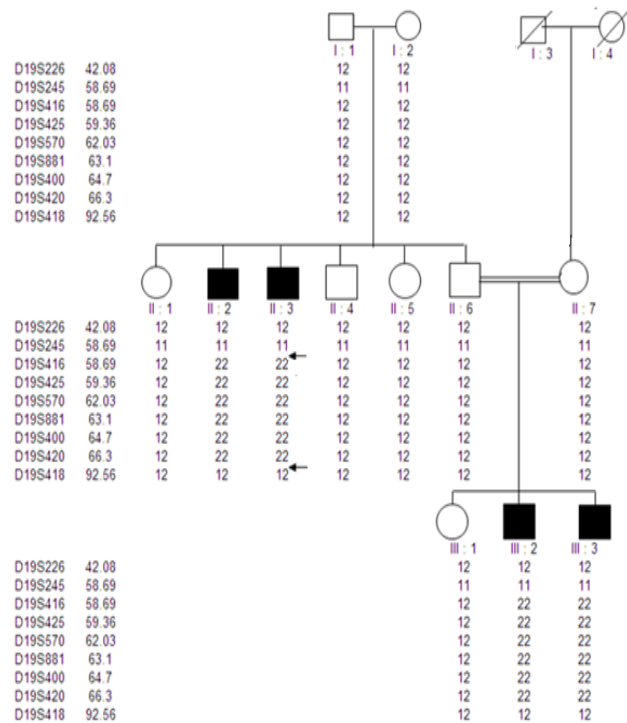 I : 1 I : 2 I : 3 I : 4
D19S226 42.08 12 12
D19S245 58.69 11 11
D19S416 58.69 12 12
D19S425 59.36 12 12
D19S570 62.03 12 12
D19S881 63.1 12 12
D19S400 64.7 12 12
D19S420 66.3 12 12
D19S418 92.56 12 12
II : 1 II : 2 II : 3 II : 4 II : 5 II : 6 II : 7
D19S226 42.08 12 12 12 12 12 12 12
D19S245 58.69 11 11 11 11 11 11 11
D19S416 58.69 12 22 22 12 12 12 12
D19S425 59.36 12 22 22 12 12 12 12
D19S570 62.03 12 22 22 12 12 12 12
D19S881 63.1 12 22 22 12 12 12 12
D19S400 64.7 12 22 22 12 12 12 12
D19S420 66.3 12 22 22 12 12 12 12
D19S418 92.56 12 12 12 12 12 12 12
III : 1 III : 2 III : 3
D19S226 42.08 12 12 12
D19S245 58.69 11 11 11
D19S416 58.69 12 22 22
D19S425 59.36 12 22 22
D19S570 62.03 12 22 22
D19S881 63.1 12 22 22
D19S400 64.7 12 22 22
D19S420 66.3 12 22 22
D19S418 92.56 12 12 12